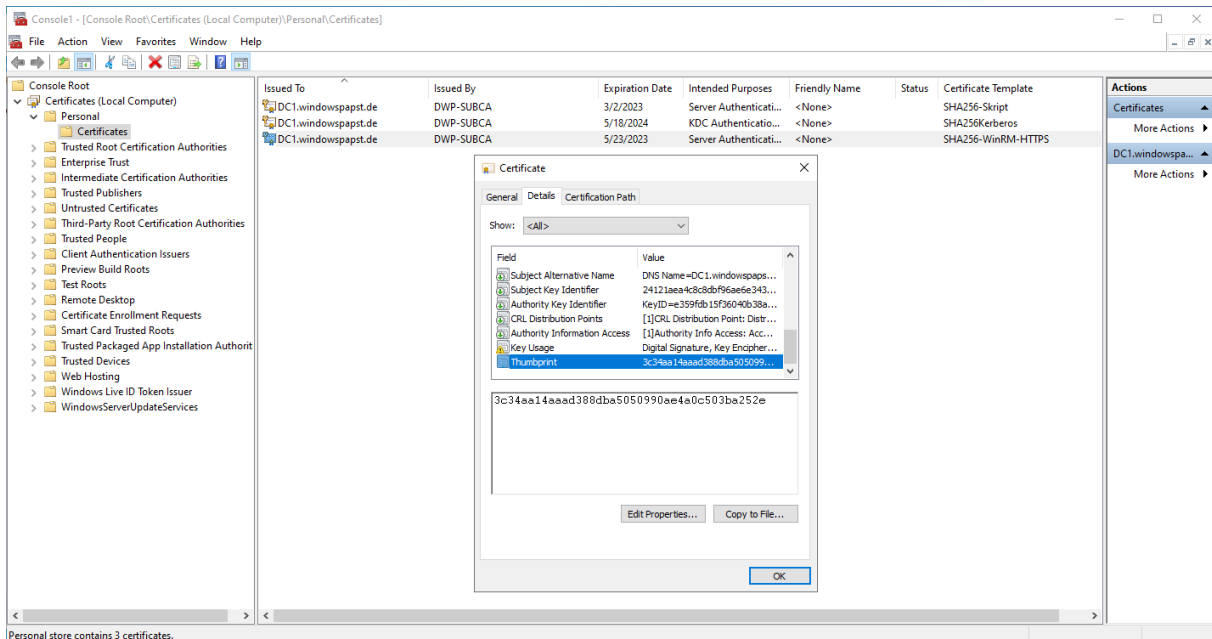 Console1 - [Console Root\Certificates (Local Computer)\Personal\Certificates]
File Action View Favorites Window Help
Console Root
Certificates (Local Computer)
Personal
Certificates
Trusted Root Certification Authorities
Enterprise Trust
Intermediate Certification Authorities
Trusted Publishers
Untrusted Certificates
Third-Party Root Certification Authorities
Trusted People
Client Authentication Issuers
Preview Build Roots
Test Roots
Remote Desktop
Certificate Enrollment Requests
Smart Card Trusted Roots
Trusted Packaged App Installation Authorit
Trusted Devices
Web Hosting
Windows Live ID Token Issuer
WindowsServerUpdateServices
Issued To Issued By Expiration Date Intended Purposes Friendly Name Status Certificate Template
DC1.windowspapst.de DWP-SUBCA 3/2/2023 Server Authenticati... <None> SHA256-Skript
DC1.windowspapst.de DWP-SUBCA 5/18/2024 KDC Authenticatio... <None> SHA256Kerberos
DC1.windowspapst.de DWP-SUBCA 5/23/2023 Server Authenticati... <None> SHA256-WinRM-HTTPS
Certificate
General Details Certification Path
Show: <All>
Field Value
Subject Alternative Name DNS Name=DC1.windowspaps...
Subject Key Identifier 24121aea4c8c8dbf96ae6e343...
Authority Key Identifier KeyID=e359fdb15f36040b38a...
CRL Distribution Points [1]CRL Distribution Point: Distr...
Authority Information Access [1]Authority Info Access: Acc...
Key Usage Digital Signature, Key Encipher...
Thumbprint 3c34aa14aaad388dba505099...
3c34aa14aaad388dba5050990ae4a0c503ba252e
Edit Properties... Copy to File...
OK
Actions
Certificates
More Actions
DC1.windowspa...
More Actions
Personal store contains 3 certificates.